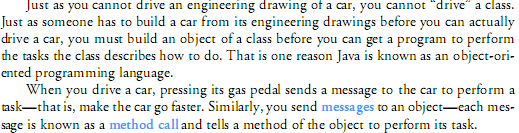 Just as you cannot drive an engineering drawing of a car, you cannot "drive" a class.
Just as someone has to build a car from its engineering drawings before you can actually
drive a car, you must build an object of a class before you can get a program to perform
the tasks the class describes how to do. That is one reason Java is known as an object-ori-
ented programming language.
When you drive a car, pressing its gas pedal sends a message to the car to perform a
task—that is, make the car go faster. Similarly, you send messages to an object—each mes-
sage is known as a method call and tells a method of the object to perform its task.